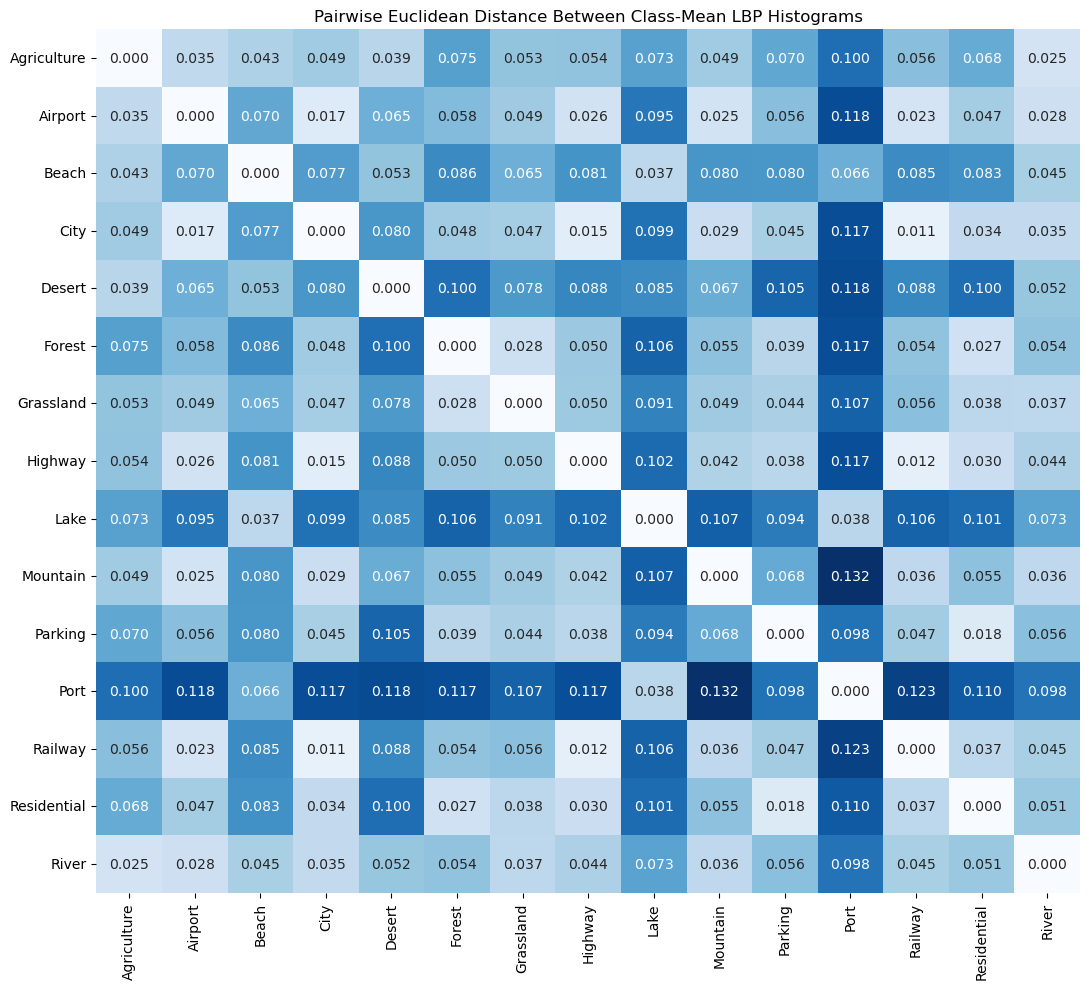 Pairwise Euclidean Distance Between Class-Mean LBP Histograms
Agriculture 0.000 0.035 0.043 0.049 0.039 0.075 0.053 0.054 0.073 0.049 0.070 0.100 0.056 0.068 0.025
Airport 0.035 0.000 0.070 0.017 0.065 0.058 0.049 0.026 0.095 0.025 0.056 0.118 0.023 0.047 0.028
Beach 0.043 0.070 0.000 0.077 0.053 0.086 0.065 0.081 0.037 0.080 0.080 0.066 0.085 0.083 0.045
City 0.049 0.017 0.077 0.000 0.080 0.048 0.047 0.015 0.099 0.029 0.045 0.117 0.011 0.034 0.035
Desert 0.039 0.065 0.053 0.080 0.000 0.100 0.078 0.088 0.085 0.067 0.105 0.118 0.088 0.100 0.052
Forest 0.075 0.058 0.086 0.048 0.100 0.000 0.028 0.050 0.106 0.055 0.039 0.117 0.054 0.027 0.054
Grassland 0.053 0.049 0.065 0.047 0.078 0.028 0.000 0.050 0.091 0.049 0.044 0.107 0.056 0.038 0.037
Highway 0.054 0.026 0.081 0.015 0.088 0.050 0.050 0.000 0.102 0.042 0.038 0.117 0.012 0.030 0.044
Lake 0.073 0.095 0.037 0.099 0.085 0.106 0.091 0.102 0.000 0.107 0.094 0.038 0.106 0.101 0.073
Mountain 0.049 0.025 0.080 0.029 0.067 0.055 0.049 0.042 0.107 0.000 0.068 0.132 0.036 0.055 0.036
Parking 0.070 0.056 0.080 0.045 0.105 0.039 0.044 0.038 0.094 0.068 0.000 0.098 0.047 0.018 0.056
Port 0.100 0.118 0.066 0.117 0.118 0.117 0.107 0.117 0.038 0.132 0.098 0.000 0.123 0.110 0.098
Railway 0.056 0.023 0.085 0.011 0.088 0.054 0.056 0.012 0.106 0.036 0.047 0.123 0.000 0.037 0.045
Residential 0.068 0.047 0.083 0.034 0.100 0.027 0.038 0.030 0.101 0.055 0.018 0.110 0.037 0.000 0.051
River 0.025 0.028 0.045 0.035 0.052 0.054 0.037 0.044 0.073 0.036 0.056 0.098 0.045 0.051 0.000
Agriculture Airport Beach City Desert Forest Grassland Highway Lake Mountain Parking Port Railway Residential River